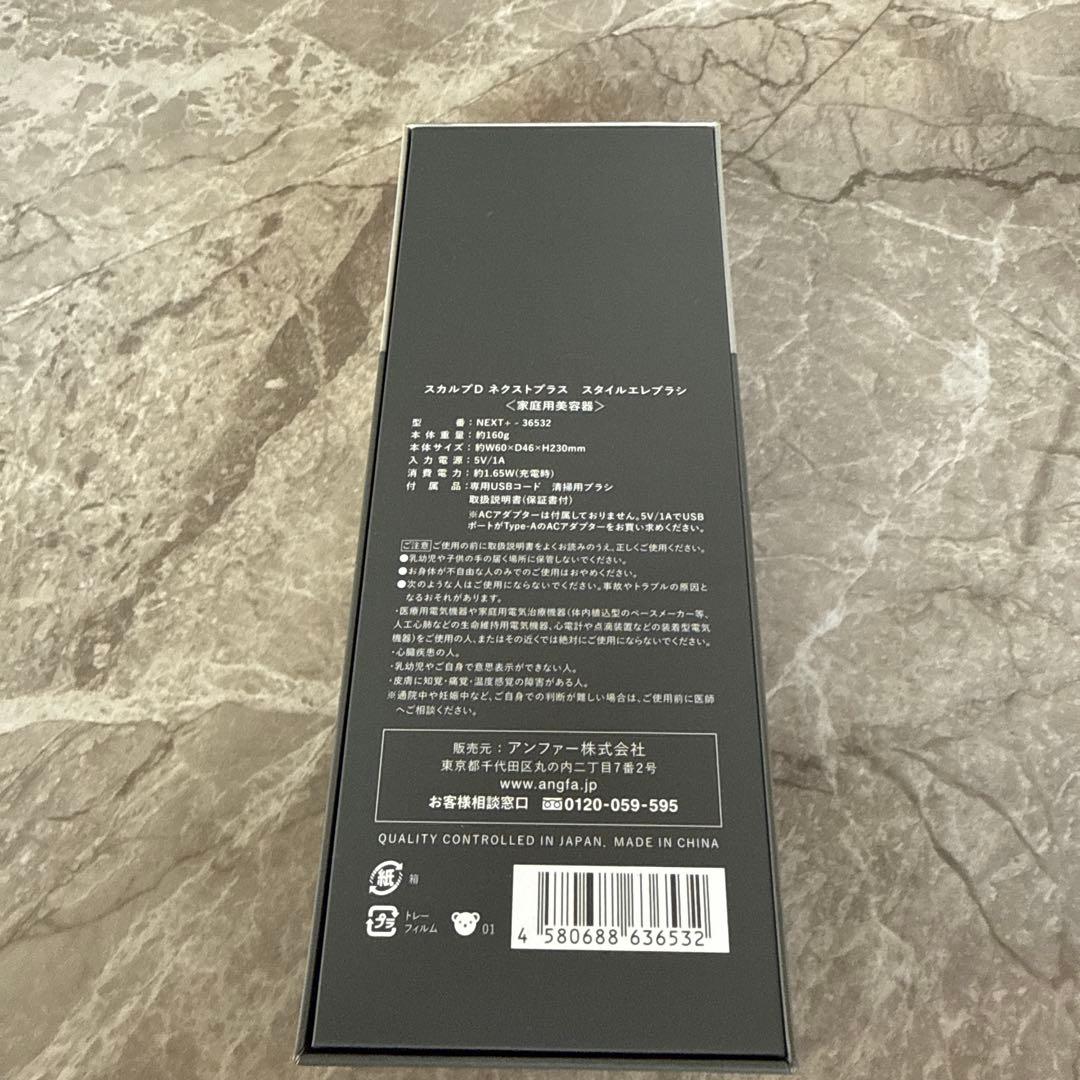 スカルプD ネクストプラス　スタイルエレブラシ
＜家庭用美容器＞
型番：NEXT+ - 36532
本体重量：約160g
本体サイズ：約W60×D46×H230mm
入力電源：5V/1A
消費電力：約1.65W(充電時)
付属品：専用USBコード　清掃用ブラシ
取扱説明書(保証書付)
※ACアダプターは付属しておりません。5V/1AでUSB
ポートがType-AのACアダプターをお買い求めください。
ご注意 ご使用の前に取扱説明書をよくお読みのうえ、正しくご使用ください。
●乳幼児や子供の手の届く場所に保管しないでください。
●お身体が不自由な人のみでのご使用はおやめください。
●次のような人はご使用にならないでください。事故やトラブルの原因と
なるおそれがあります。
・医療用電気機器や家庭用電気治療機器(体内植込型のペースメーカー等、
人工心肺などの生命維持用電気機器、心電計や点滴装置などの装着型電気
機器)をご使用の人、またはその近くでは絶対にご使用にならないでください。
・心臓疾患の人。
・乳幼児やご自身で意思表示ができない人。
・皮膚に知覚・痛覚・温度感覚の障害がある人。
※通院中や妊娠中など、ご自身での判断が難しい場合は、ご使用前に医師
へご相談ください。
販売元：アンファー株式会社
東京都千代田区丸の内二丁目7番2号
www.angfa.jp
お客様相談窓口 0120-059-595
QUALITY CONTROLLED IN JAPAN. MADE IN CHINA
紙 箱
プラ トレー
フィルム
01
4 580688 636532